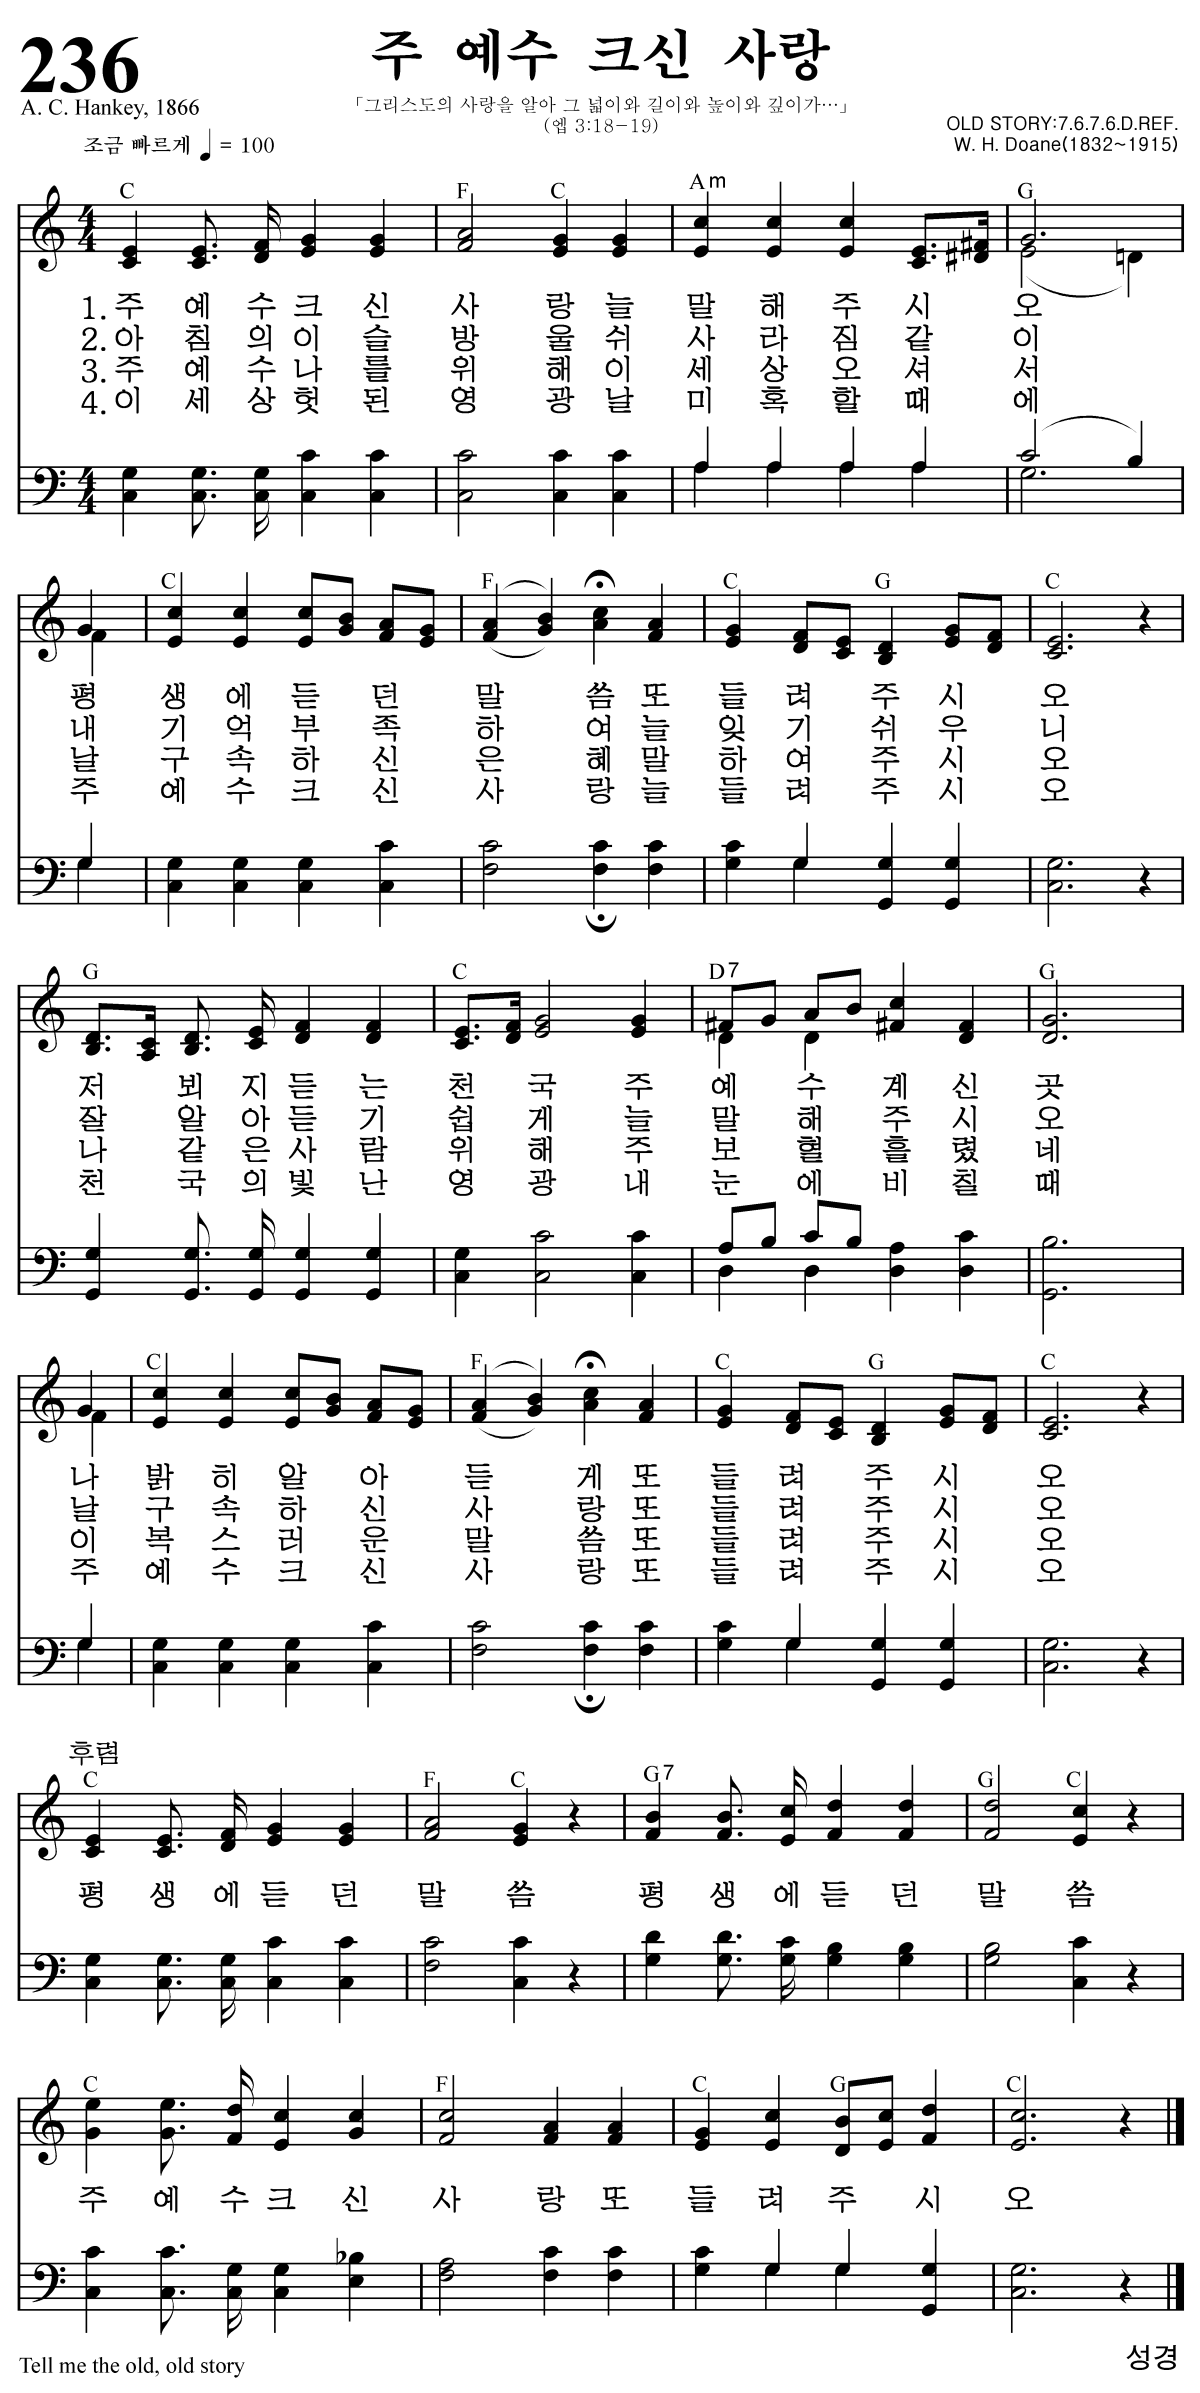 236
주 예수 크신 사랑
A. C. Hankey, 1866
「그리스도의 사랑을 알아 그 넓이와 길이와 높이와 깊이가…」
(엡 3:18-19)
OLD STORY:7.6.7.6.D.REF.
W. H. Doane(1832~1915)
조금 빠르게 ♩ = 100
C F C Am G
1. 주 예 수 크 신 사 랑 늘 말 해 주 시 오
2. 아 침 의 이 슬 방 울 쉬 사 라 짐 같 이
3. 주 예 수 나 를 위 해 이 세 상 오 셔 서
4. 이 세 상 헛 된 영 광 날 미 혹 할 때 에
C F C G C
평 생 에 듣 던 말 씀 또 들 려 주 시 오
내 기 억 부 족 하 여 늘 잊 기 쉬 우 니
날 구 속 하 신 은 혜 말 하 여 주 시 오
주 예 수 크 신 사 랑 늘 들 려 주 시 오
G C D7 G
저 뵈 지 듣 는 천 국 주 예 수 계 신 곳
잘 알 아 듣 기 쉽 게 늘 말 해 주 시 오
나 같 은 사 람 위 해 주 보 혈 흘 렸 네
천 국 의 빛 난 영 광 내 눈 에 비 칠 때
C F C G C
나 밝 히 알 아 듣 게 또 들 려 주 시 오
날 구 속 하 신 사 랑 또 들 려 주 시 오
이 복 스 러 운 말 씀 또 들 려 주 시 오
주 예 수 크 신 사 랑 또 들 려 주 시 오
후렴
C F C G7 G C
평 생 에 듣 던 말 씀 평 생 에 듣 던 말 씀
C F C G C
주 예 수 크 신 사 랑 또 들 려 주 시 오
Tell me the old, old story
성경